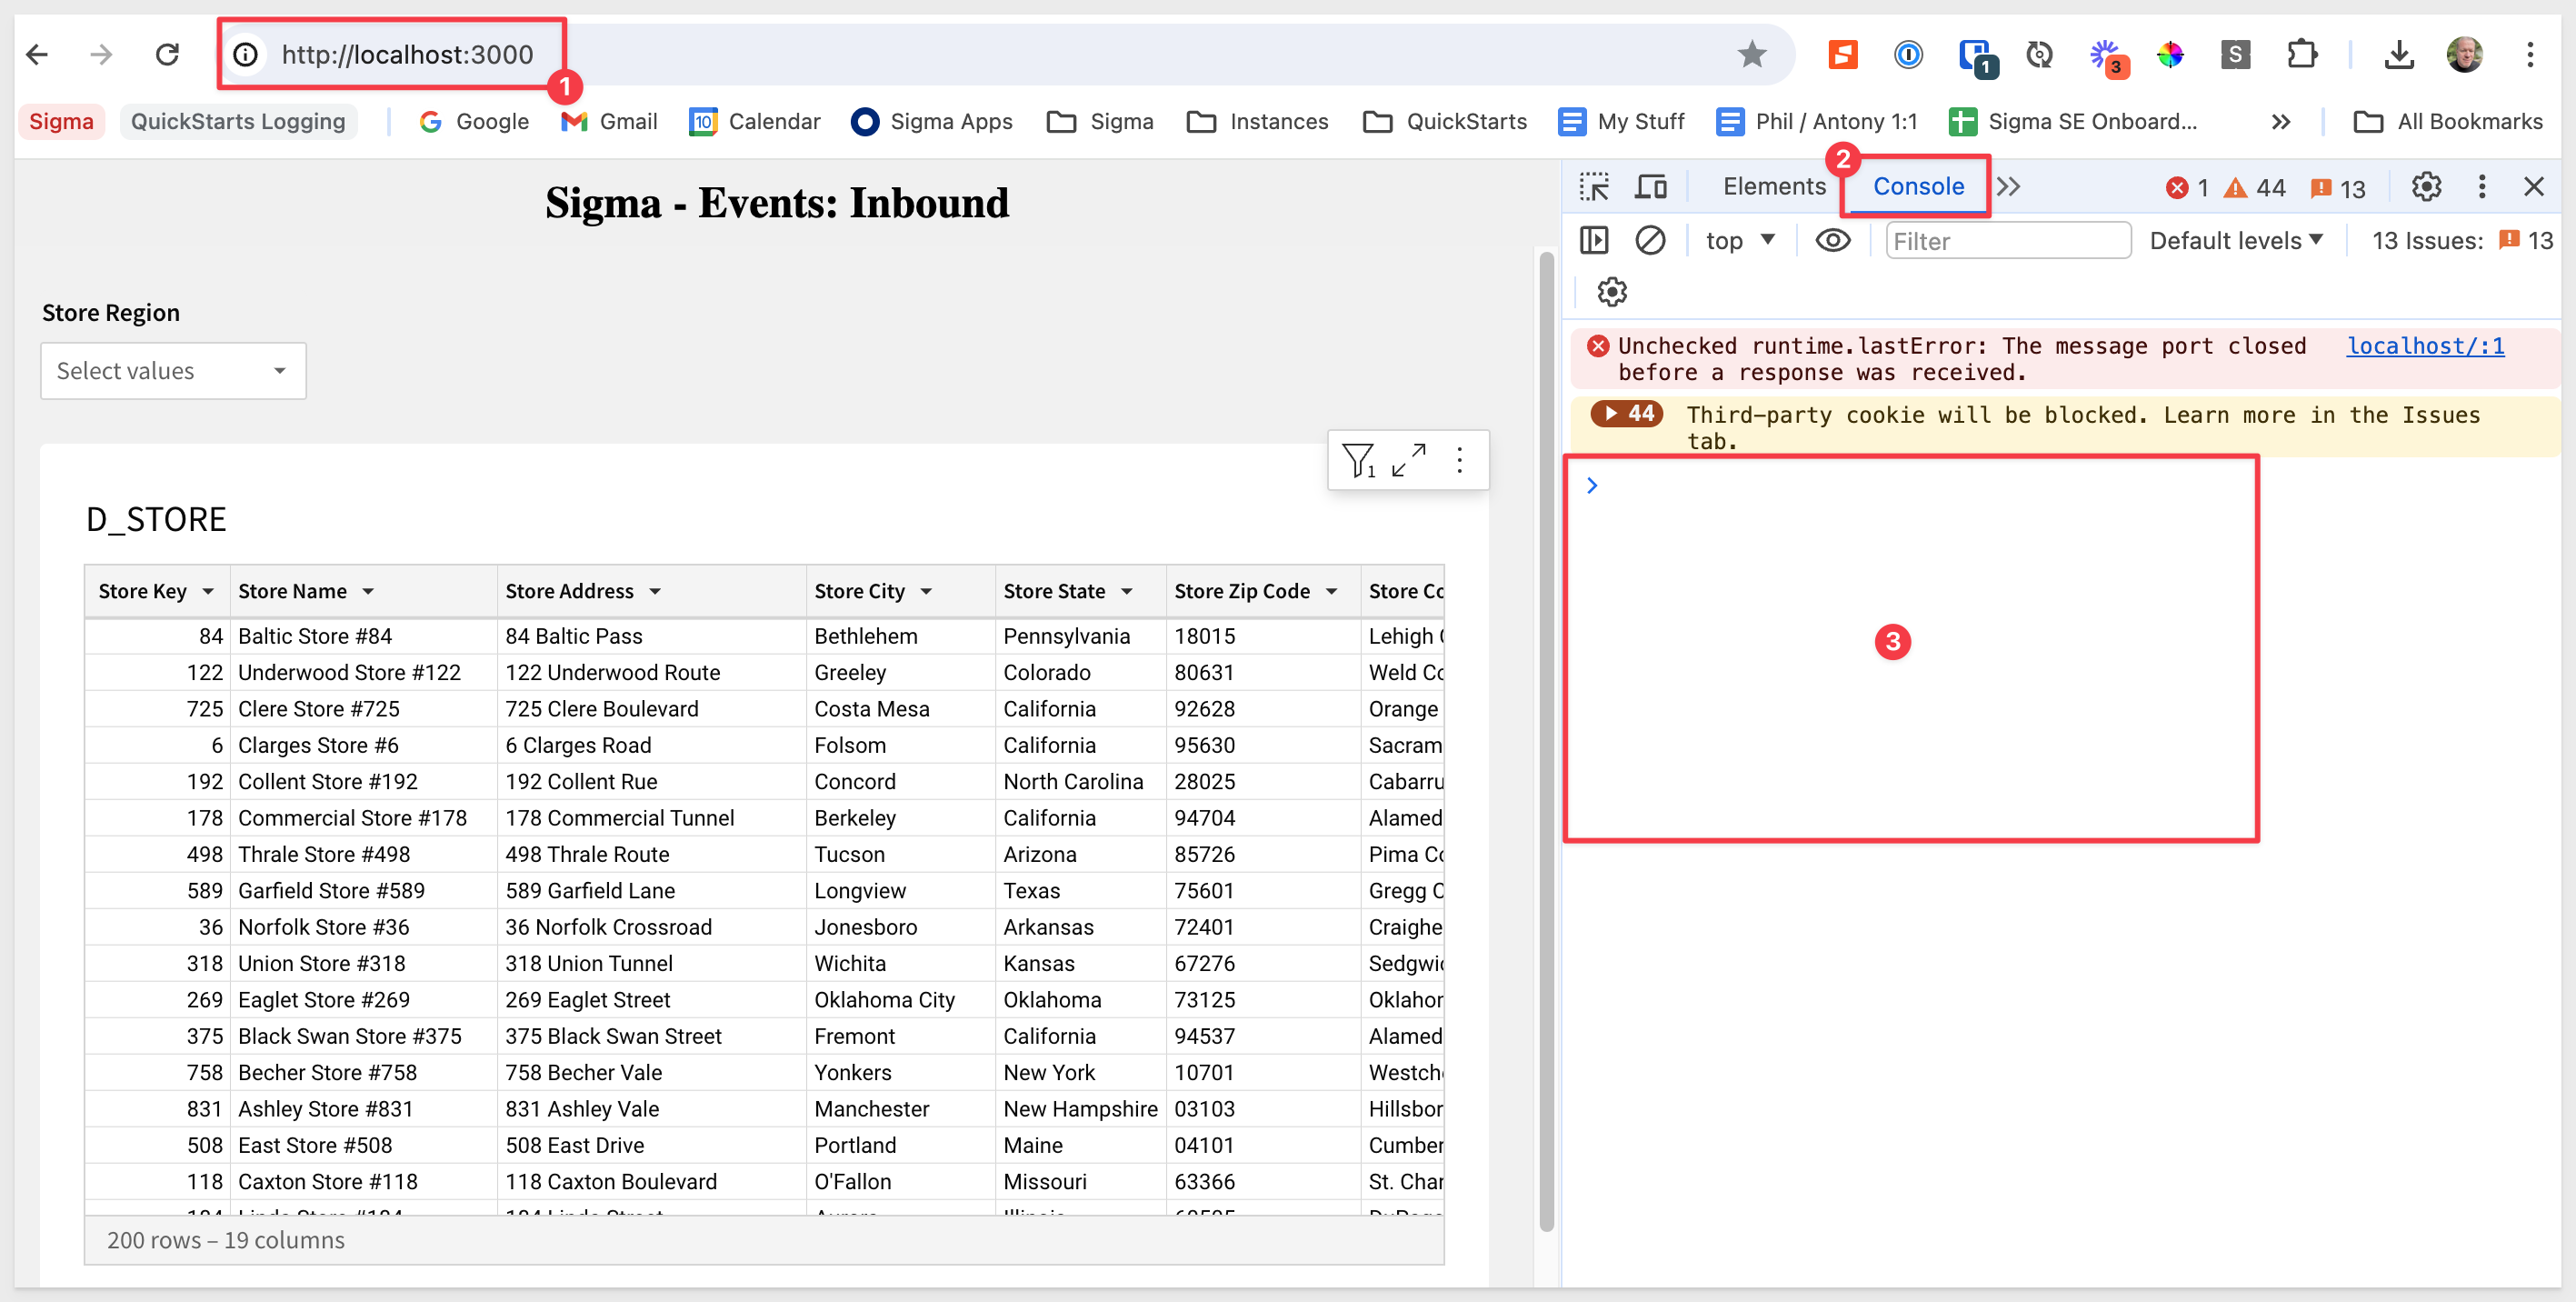 http://localhost:3000
1
1
3
S
Sigma
QuickStarts Logging
Google
10
Gmail
Calendar
Sigma Apps
Sigma
Instances
QuickStarts
My Stuff
Phil / Antony 1:1
Sigma SE Onboard...
All Bookmarks
Sigma - Events: Inbound
2
Elements
Console
1
44
13
top
Filter
Default levels
13 Issues:
13
Store Region
Select values
Unchecked runtime.lastError: The message port closed before a response was received.
localhost/:1
44
Third-party cookie will be blocked. Learn more in the Issues tab.
1
3
D_STORE
Store Key Store Name Store Address Store City Store State Store Zip Code Store Co
84 Baltic Store #84 84 Baltic Pass Bethlehem Pennsylvania 18015 Lehigh
122 Underwood Store #122 122 Underwood Route Greeley Colorado 80631 Weld Co
725 Clere Store #725 725 Clere Boulevard Costa Mesa California 92628 Orange
6 Clarges Store #6 6 Clarges Road Folsom California 95630 Sacram
192 Collent Store #192 192 Collent Rue Concord North Carolina 28025 Cabarru
178 Commercial Store #178 178 Commercial Tunnel Berkeley California 94704 Alamed
498 Thrale Store #498 498 Thrale Route Tucson Arizona 85726 Pima Co
589 Garfield Store #589 589 Garfield Lane Longview Texas 75601 Gregg C
36 Norfolk Store #36 36 Norfolk Crossroad Jonesboro Arkansas 72401 Craighe
318 Union Store #318 318 Union Tunnel Wichita Kansas 67276 Sedgwic
269 Eaglet Store #269 269 Eaglet Street Oklahoma City Oklahoma 73125 Oklahor
375 Black Swan Store #375 375 Black Swan Street Fremont California 94537 Alamed
758 Becher Store #758 758 Becher Vale Yonkers New York 10701 Westche
831 Ashley Store #831 831 Ashley Vale Manchester New Hampshire 03103 Hillsbor
508 East Store #508 508 East Drive Portland Maine 04101 Cumber
118 Caxton Store #118 118 Caxton Boulevard O'Fallon Missouri 63366 St. Char
200 rows – 19 columns